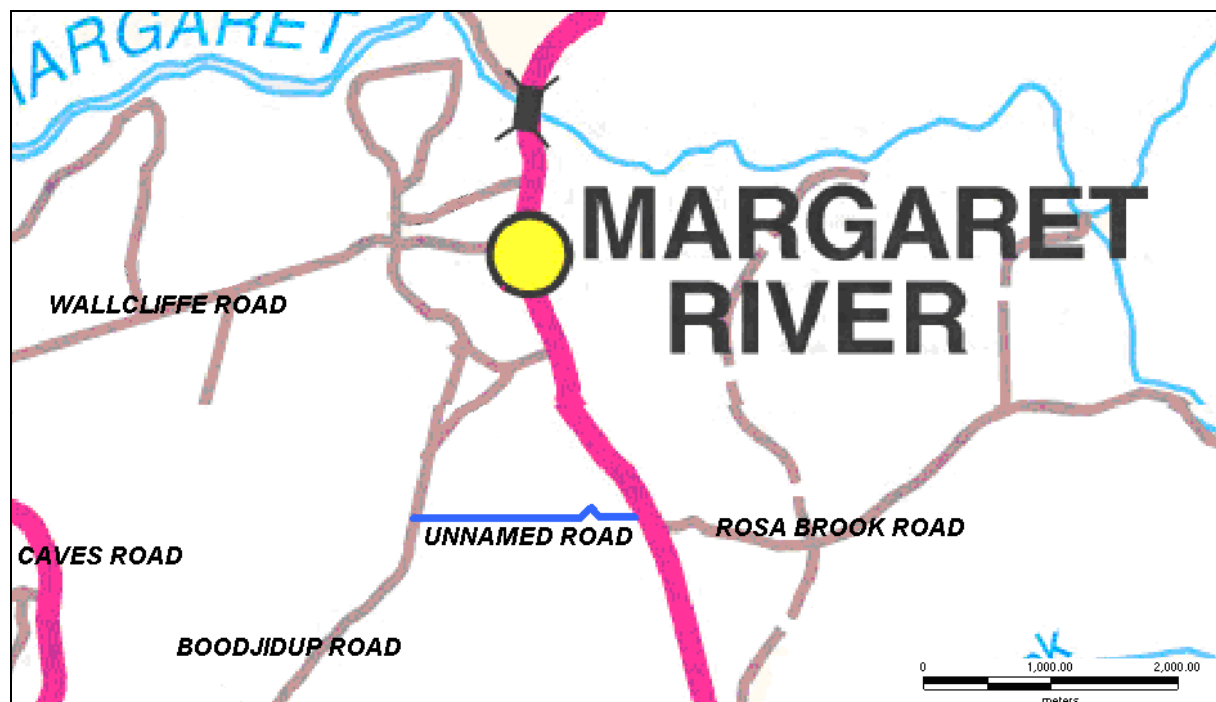 MARGARET
MARGARET
RIVER
WALLCLIFFE ROAD
UNNAMED ROAD
ROSA BROOK ROAD
CAVES ROAD
BOODJIDUP ROAD
0 1,000.00 2,000.00
meters